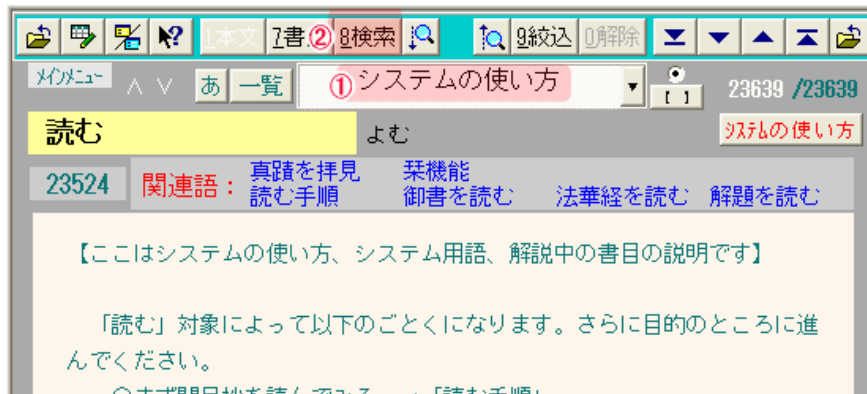 1本文 7書. ② 8検索 9絞込 0解除
メインメニュー あ 一覧 ① システムの使い方 [ ] 23639 /23639
読む よむ システムの使い方
23524 関連語： 真蹟を拝見 栞機能
読む手順 御書を読む 法華経を読む 解題を読む
【ここはシステムの使い方、システム用語、解説中の書目の説明です】
「読む」対象によって以下のごとくになります。さらに目的のところに進
んでください。